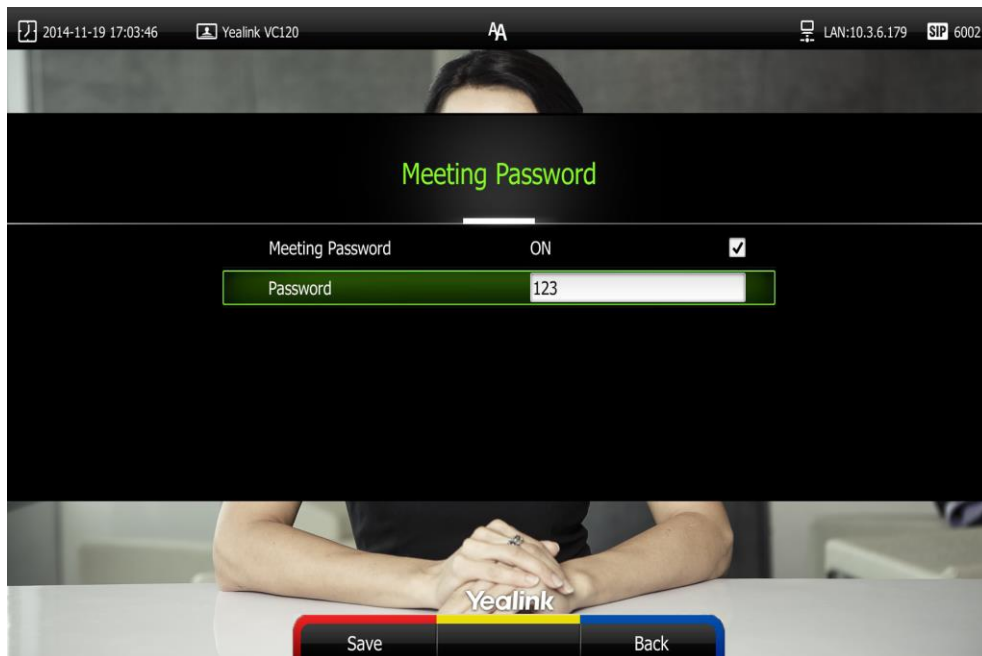 2014-11-19 17:03:46 Yealink VC120 AA LAN:10.3.6.179 SIP 6002
Meeting Password
Meeting Password ON
Password 123
Yealink
Save Back